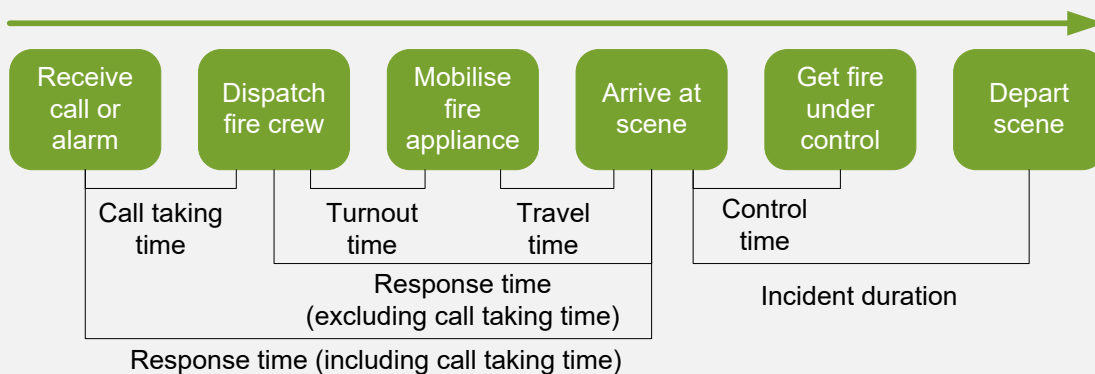 Receive
call or
alarm
Dispatch
fire crew
Mobilise
fire
appliance
Arrive at
scene
Get fire
under
control
Depart
scene
Call taking
time
Turnout
time
Travel
time
Control
time
Response time
(excluding call taking time)
Incident duration
Response time (including call taking time)